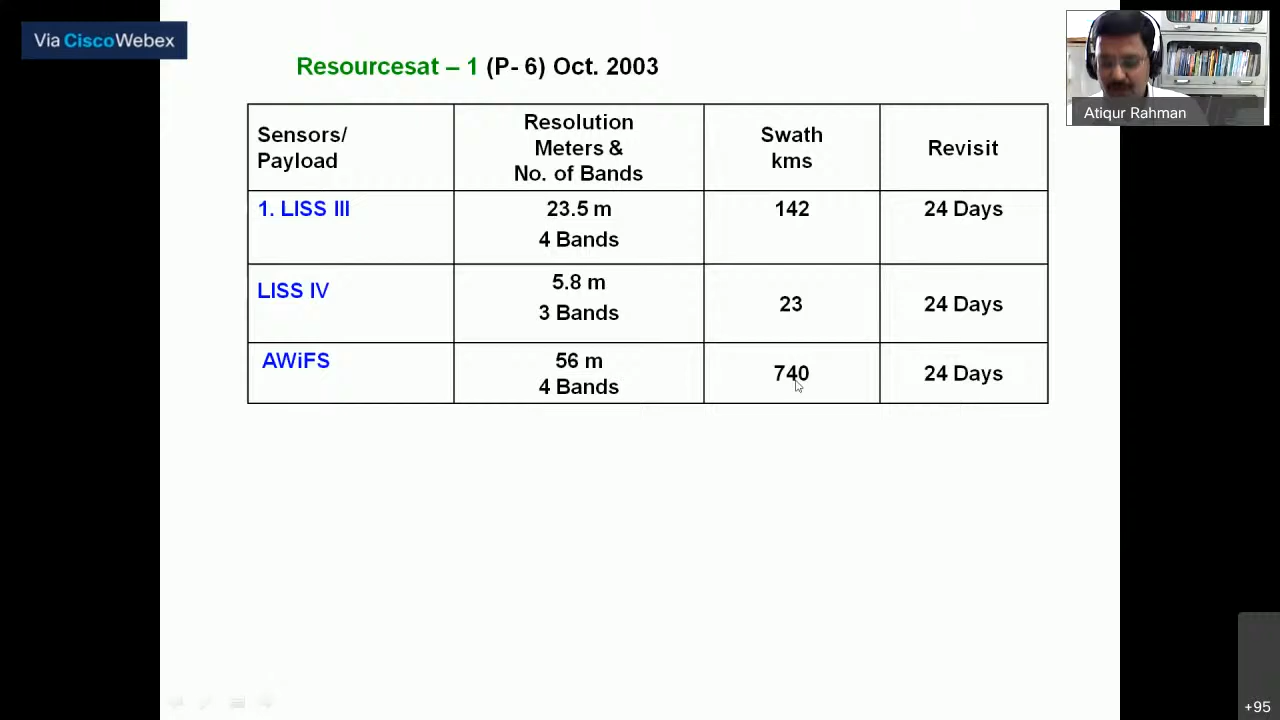 Via CiscoWebex
Resourcesat – 1 (P- 6) Oct. 2003
Atiqur Rahman
Sensors/
Payload
Resolution
Meters &
No. of Bands
Swath
kms
Revisit
1. LISS III
23.5 m
4 Bands
142
24 Days
LISS IV
5.8 m
3 Bands
23
24 Days
AWiFS
56 m
4 Bands
740
24 Days
+95